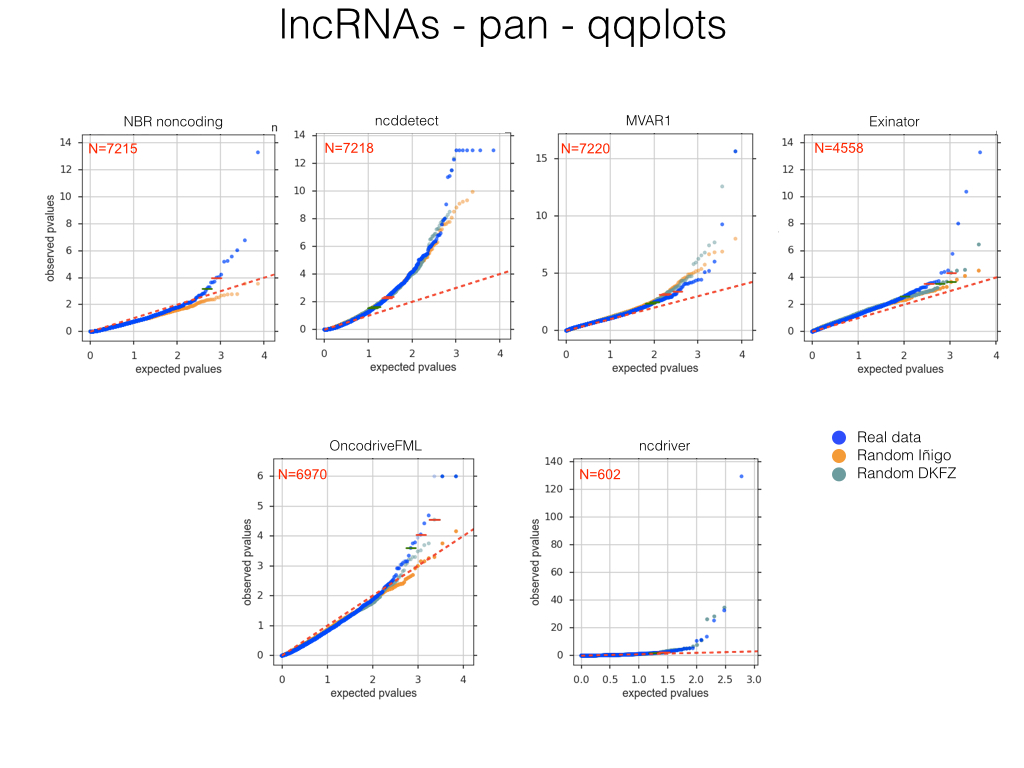 lncRNAs - pan - qqplots
NBR noncoding
n
N=7215
14
12
10
8
6
4
2
0
observed pvalues
0 1 2 3 4
expected pvalues
ncddetect
N=7218
14
12
10
8
6
4
2
0
0 1 2 3 4
expected pvalues
MVAR1
N=7220
15
10
5
0
0 1 2 3 4
expected pvalues
Exinator
N=4558
14
12
10
8
6
4
2
0
0 1 2 3 4
expected pvalues
OncodriveFML
N=6970
6
5
4
3
2
1
0
observed pvalues
0 1 2 3 4
expected pvalues
ncdriver
N=602
140
120
100
80
60
40
20
0
observed pvalues
0.0 0.5 1.0 1.5 2.0 2.5 3.0
expected pvalues
Real data
Random Iñigo
Random DKFZ